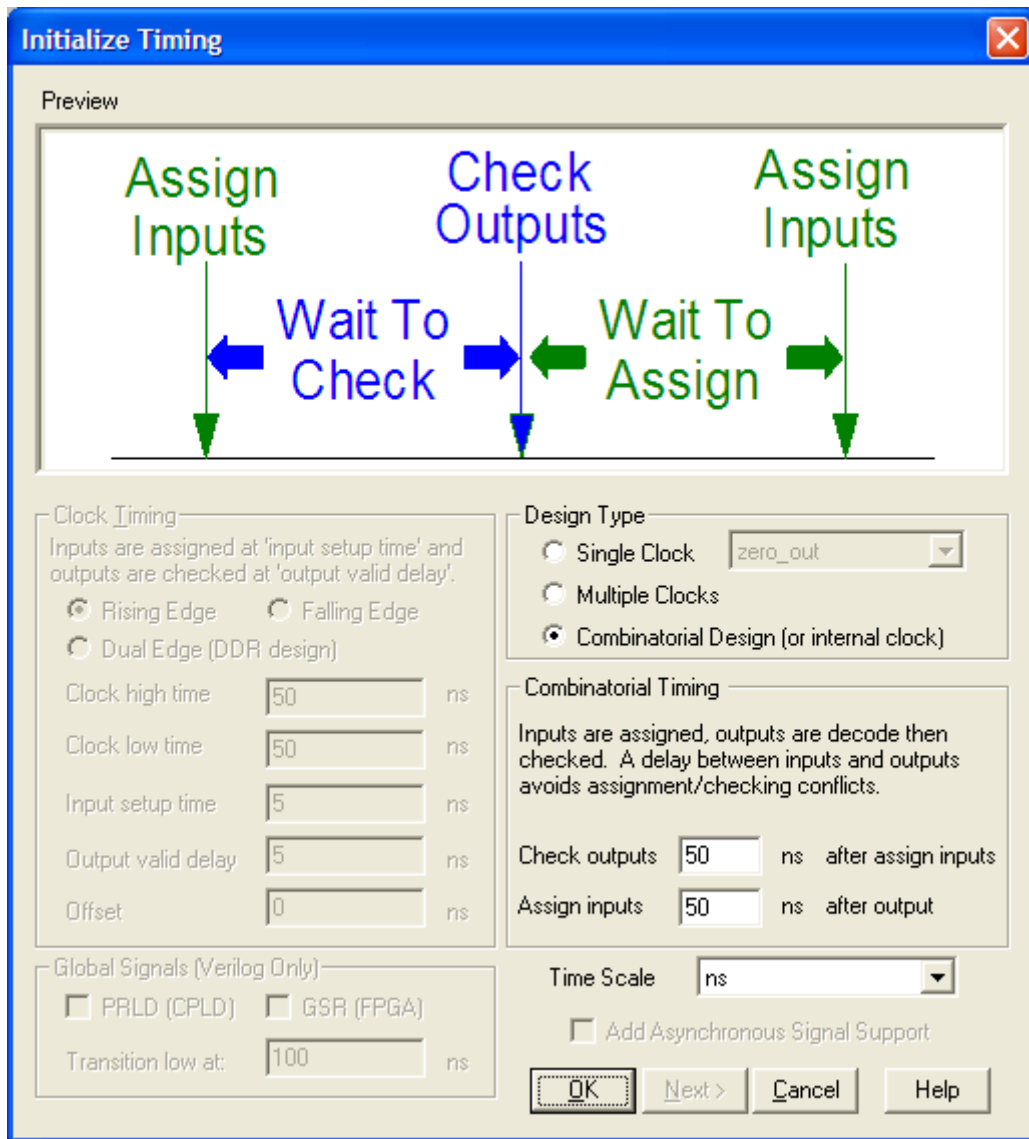 Initialize Timing
Preview
Assign
Inputs
Check
Outputs
Assign
Inputs
Wait To
Check
Wait To
Assign
Clock Timing
Inputs are assigned at 'input setup time' and
outputs are checked at 'output valid delay'.
Rising Edge
Falling Edge
Dual Edge (DDR design)
Clock high time 50 ns
Clock low time 50 ns
Input setup time 5 ns
Output valid delay 5 ns
Offset 0 ns
Global Signals (Verilog Only)
PRLD (CPLD)
GSR (FPGA)
Transition low at: 100 ns
Design Type
Single Clock zero_out
Multiple Clocks
Combinatorial Design (or internal clock)
Combinatorial Timing
Inputs are assigned, outputs are decode then
checked. A delay between inputs and outputs
avoids assignment/checking conflicts.
Check outputs 50 ns after assign inputs
Assign inputs 50 ns after output
Time Scale ns
Add Asynchronous Signal Support
OK
Next >
Cancel
Help